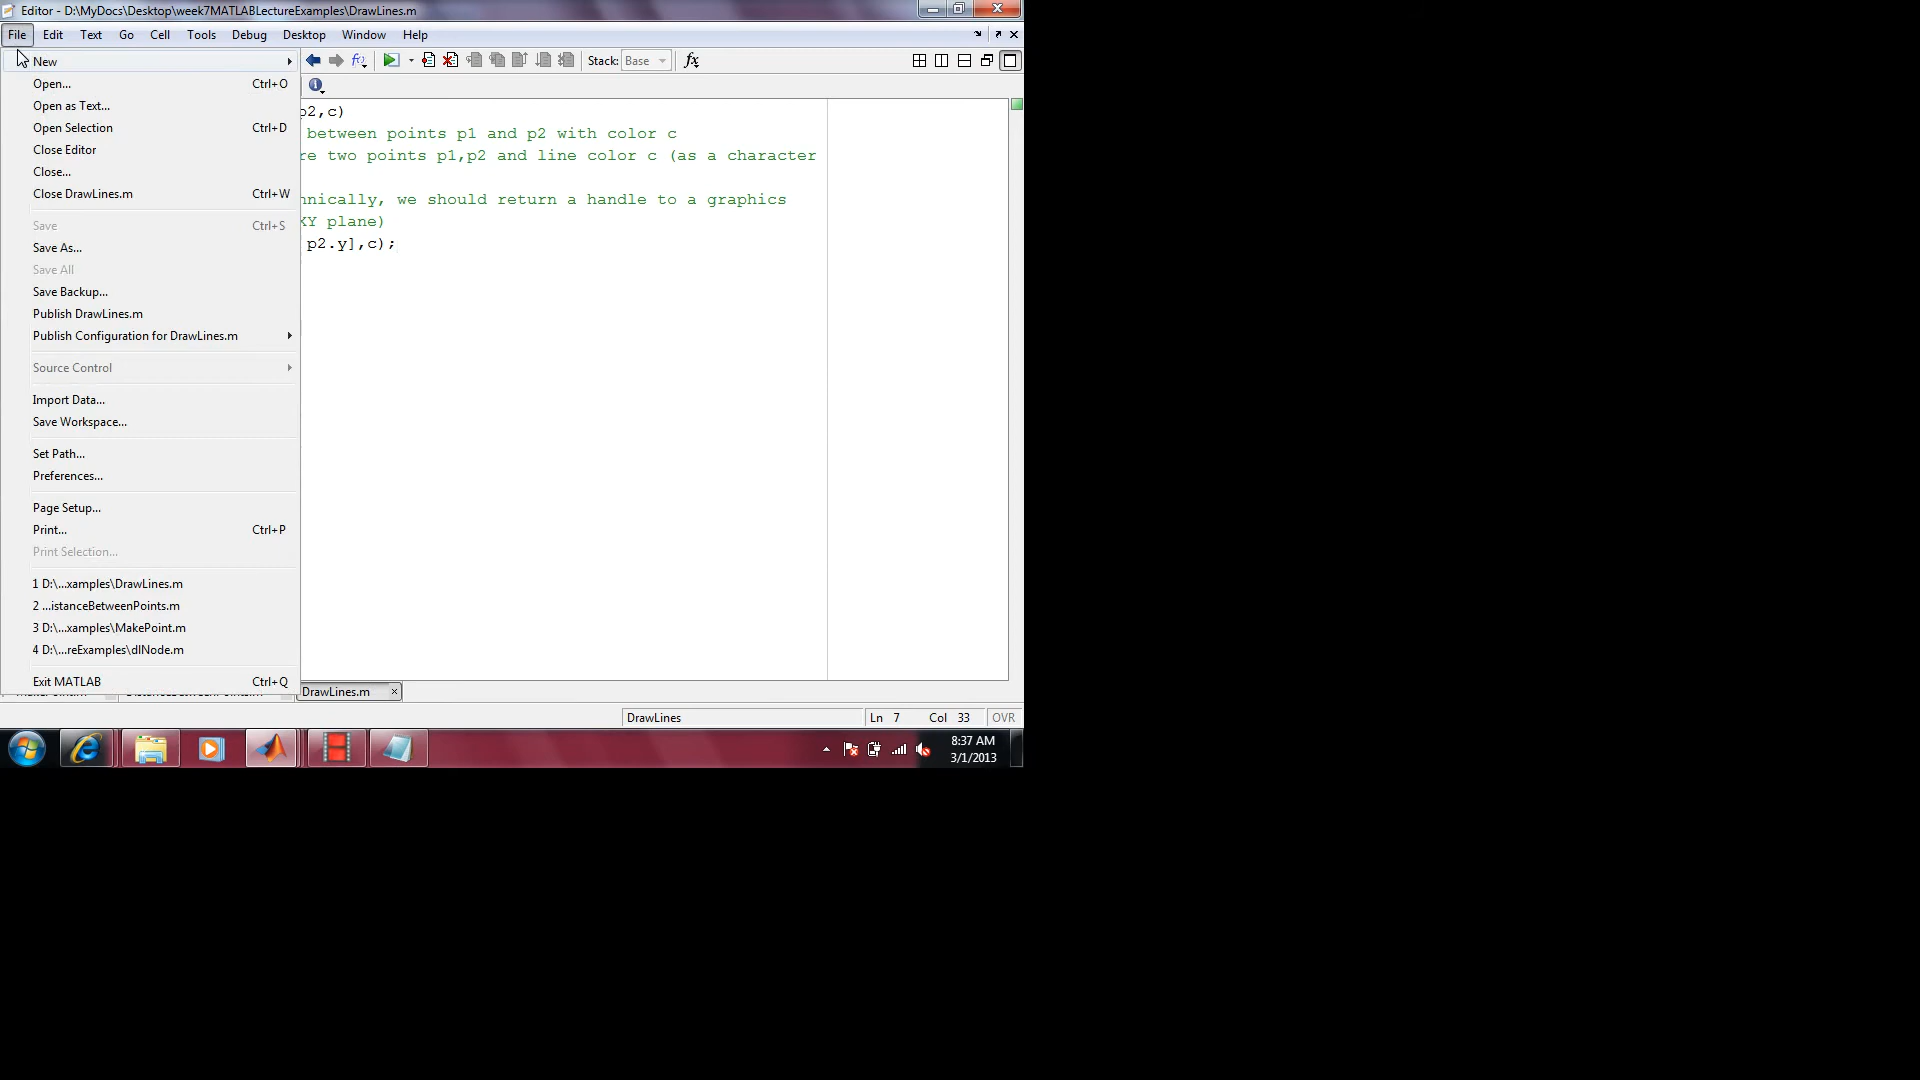 Editor - D:\MyDocs\Desktop\week7MATLABLectureExamples\DrawLines.m
File Edit Text Go Cell Tools Debug Desktop Window Help
New
Stack: Base
Open... Ctrl+O
Open as Text...
p2,c)
Open Selection Ctrl+D
between points p1 and p2 with color c
Close Editor
re two points p1,p2 and line color c (as a character
Close...
Close DrawLines.m Ctrl+W
hnically, we should return a handle to a graphics
Save Ctrl+S
XY plane)
Save As...
p2.y],c);
Save All
Save Backup...
Publish DrawLines.m
Publish Configuration for DrawLines.m
Source Control
Import Data...
Save Workspace...
Set Path...
Preferences...
Page Setup...
Print... Ctrl+P
Print Selection...
1 D:\...xamples\DrawLines.m
2 ...istanceBetweenPoints.m
3 D:\...xamples\MakePoint.m
4 D:\...reExamples\dlNode.m
Exit MATLAB Ctrl+Q
DrawLines.m
DrawLines Ln 7 Col 33 OVR
8:37 AM
3/1/2013